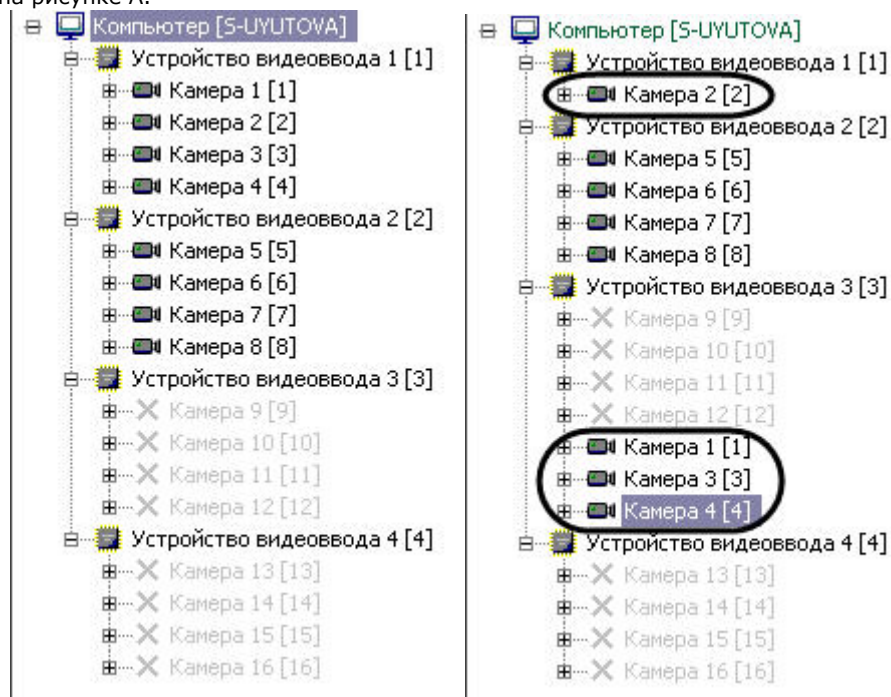 на рисунке А.
Компьютер [S-UYUTOVA]
Устройство видеоввода 1 [1]
Камера 1 [1]
Камера 2 [2]
Камера 3 [3]
Камера 4 [4]
Устройство видеоввода 2 [2]
Камера 5 [5]
Камера 6 [6]
Камера 7 [7]
Камера 8 [8]
Устройство видеоввода 3 [3]
Камера 9 [9]
Камера 10 [10]
Камера 11 [11]
Камера 12 [12]
Устройство видеоввода 4 [4]
Камера 13 [13]
Камера 14 [14]
Камера 15 [15]
Камера 16 [16]
Компьютер [S-UYUTOVA]
Устройство видеоввода 1 [1]
Камера 2 [2]
Устройство видеоввода 2 [2]
Камера 5 [5]
Камера 6 [6]
Камера 7 [7]
Камера 8 [8]
Устройство видеоввода 3 [3]
Камера 9 [9]
Камера 10 [10]
Камера 11 [11]
Камера 12 [12]
Камера 1 [1]
Камера 3 [3]
Камера 4 [4]
Устройство видеоввода 4 [4]
Камера 13 [13]
Камера 14 [14]
Камера 15 [15]
Камера 16 [16]